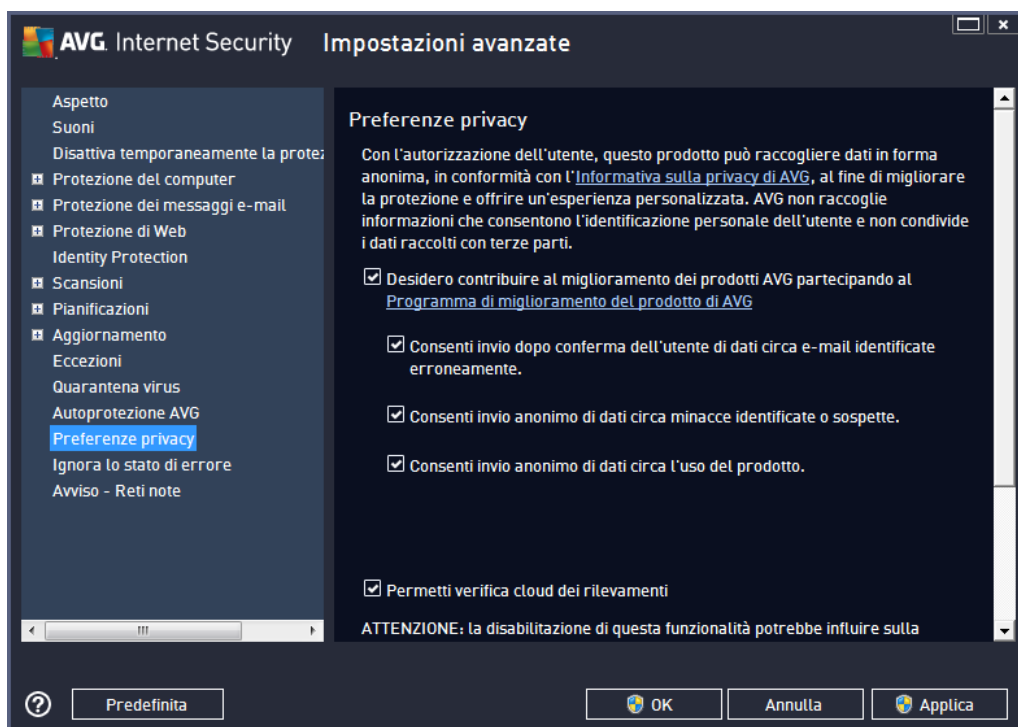 AVG. Internet Security Impostazioni avanzate
Aspetto
Suoni
Disattiva temporaneamente la protez
Protezione del computer
Protezione dei messaggi e-mail
Protezione di Web
Identity Protection
Scansioni
Pianificazioni
Aggiornamento
Eccezioni
Quarantena virus
Autoprotezione AVG
Preferenze privacy
Ignora lo stato di errore
Avviso - Reti note
Preferenze privacy
Con l'autorizzazione dell'utente, questo prodotto può raccogliere dati in forma
anonima, in conformità con l'Informativa sulla privacy di AVG, al fine di migliorare
la protezione e offrire un'esperienza personalizzata. AVG non raccoglie
informazioni che consentono l'identificazione personale dell'utente e non condivide
i dati raccolti con terze parti.
Desidero contribuire al miglioramento dei prodotti AVG partecipando al
Programma di miglioramento del prodotto di AVG
Consenti invio dopo conferma dell'utente di dati circa e-mail identificate
erroneamente.
Consenti invio anonimo di dati circa minacce identificate o sospette.
Consenti invio anonimo di dati circa l'uso del prodotto.
Permetti verifica cloud dei rilevamenti
ATTENZIONE: la disabilitazione di questa funzionalità potrebbe influire sulla
Predefinita
OK
Annulla
Applica